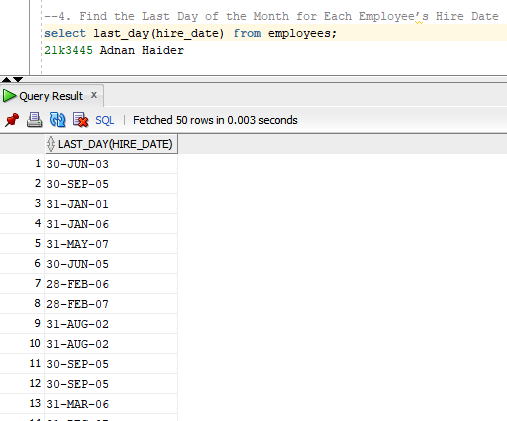 --4. Find the Last Day of the Month for Each Employee’s Hire Date
select last_day(hire_date) from employees;
21k3445 Adnan Haider
Query Result x
SQL | Fetched 50 rows in 0.003 seconds
LAST_DAY(HIRE_DATE)
1 30-JUN-03
2 30-SEP-05
3 31-JAN-01
4 31-JAN-06
5 31-MAY-07
6 30-JUN-05
7 28-FEB-06
8 28-FEB-07
9 31-AUG-02
10 31-AUG-02
11 30-SEP-05
12 30-SEP-05
13 31-MAR-06